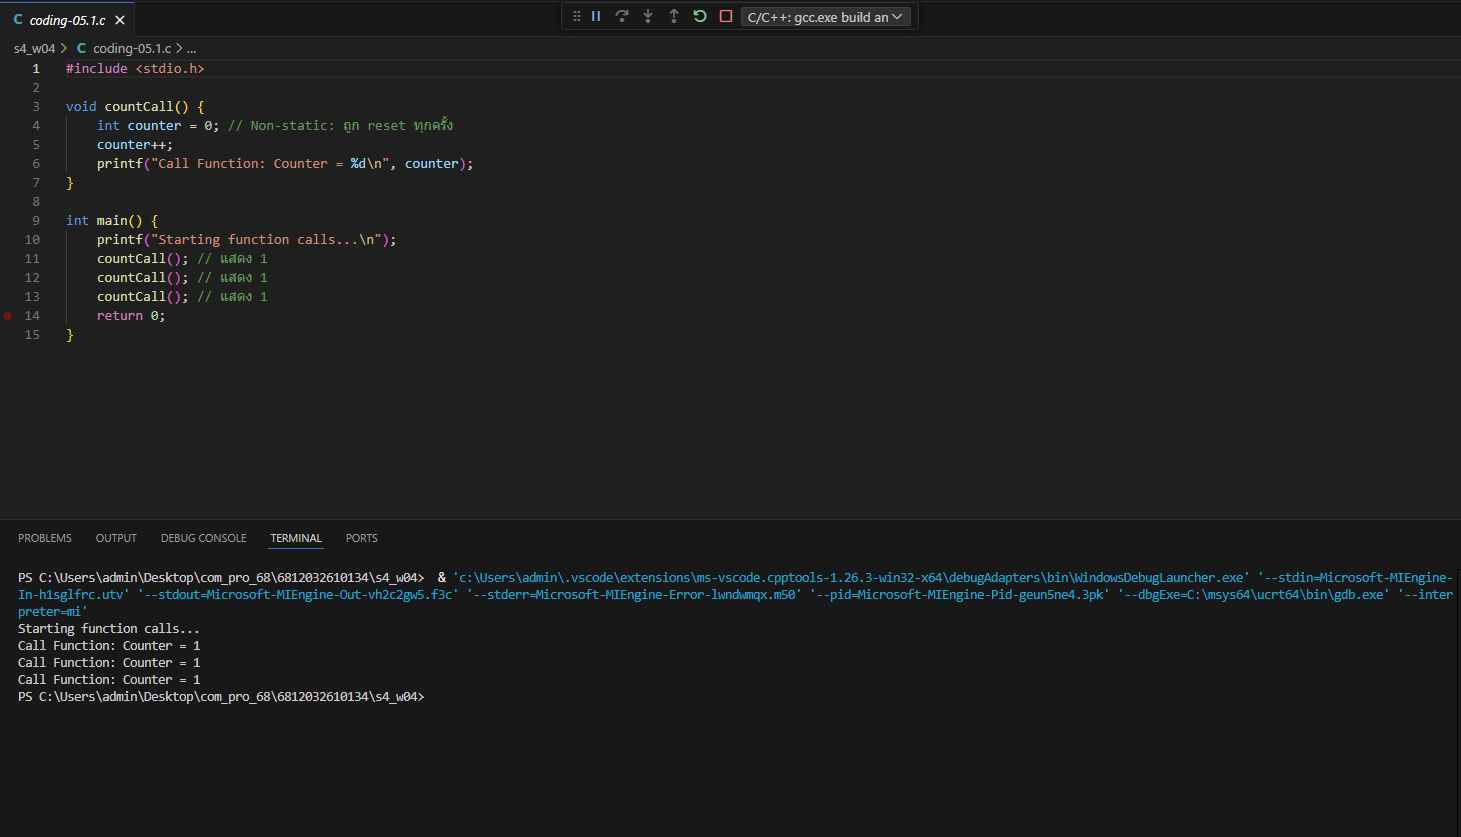 C coding-05.1.c
C/C++: gcc.exe build an
s4_w04 > C coding-05.1.c > ...
1 #include <stdio.h>
2
3 void countCall() {
4 int counter = 0; // Non-static: ถูก reset ทุกครั้ง
5 counter++;
6 printf("Call Function: Counter = %d\n", counter);
7 }
8
9 int main() {
10 printf("Starting function calls...\n");
11 countCall(); // แสดง 1
12 countCall(); // แสดง 1
13 countCall(); // แสดง 1
14 return 0;
15 }
PROBLEMS OUTPUT DEBUG CONSOLE TERMINAL PORTS
PS C:\Users\admin\Desktop\com_pro_68\6812032610134\s4_w04> & 'c:\Users\admin\.vscode\extensions\ms-vscode.cpptools-1.26.3-win32-x64\debugAdapters\bin\WindowsDebugLauncher.exe' '--stdin=Microsoft-MIEngine-
In-h1sglfrc.utv' '--stdout=Microsoft-MIEngine-Out-vh2c2gw5.f3c' '--stderr=Microsoft-MIEngine-Error-lwndwmqx.m50' '--pid=Microsoft-MIEngine-Pid-geun5ne4.3pk' '--dbgExe=C:\msys64\ucrt64\bin\gdb.exe' '--inter
preter=mi'
Starting function calls...
Call Function: Counter = 1
Call Function: Counter = 1
Call Function: Counter = 1
PS C:\Users\admin\Desktop\com_pro_68\6812032610134\s4_w04>